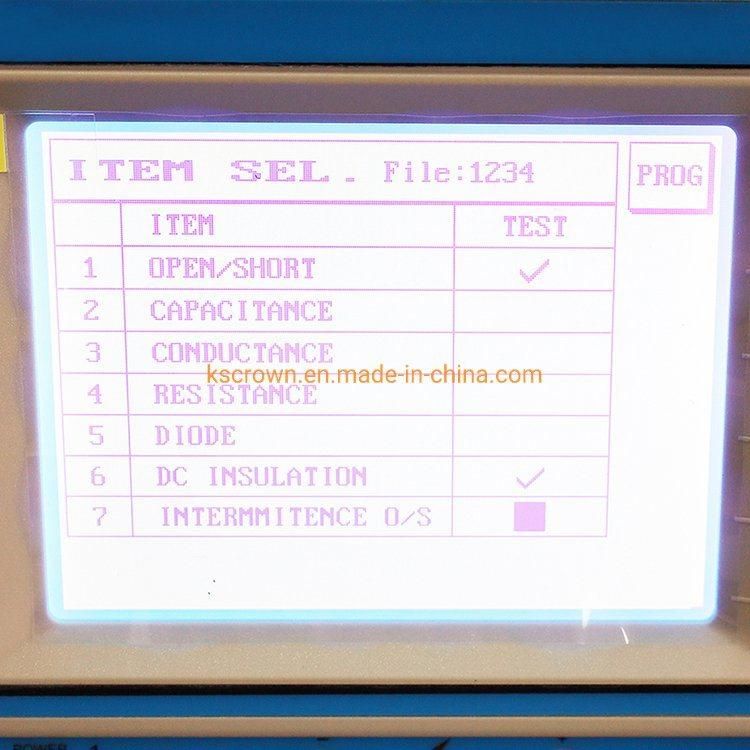 ITEM SEL. File:1234
PROG
ITEM TEST
1 OPEN/SHORT ✓
2 CAPACITANCE
3 CONDUCTANCE
kscrown.en.made-in-china.com
4 RESISTANCE
5 DIODE
6 DC INSULATION ✓
7 INTERMMITENCE O/S
POWER